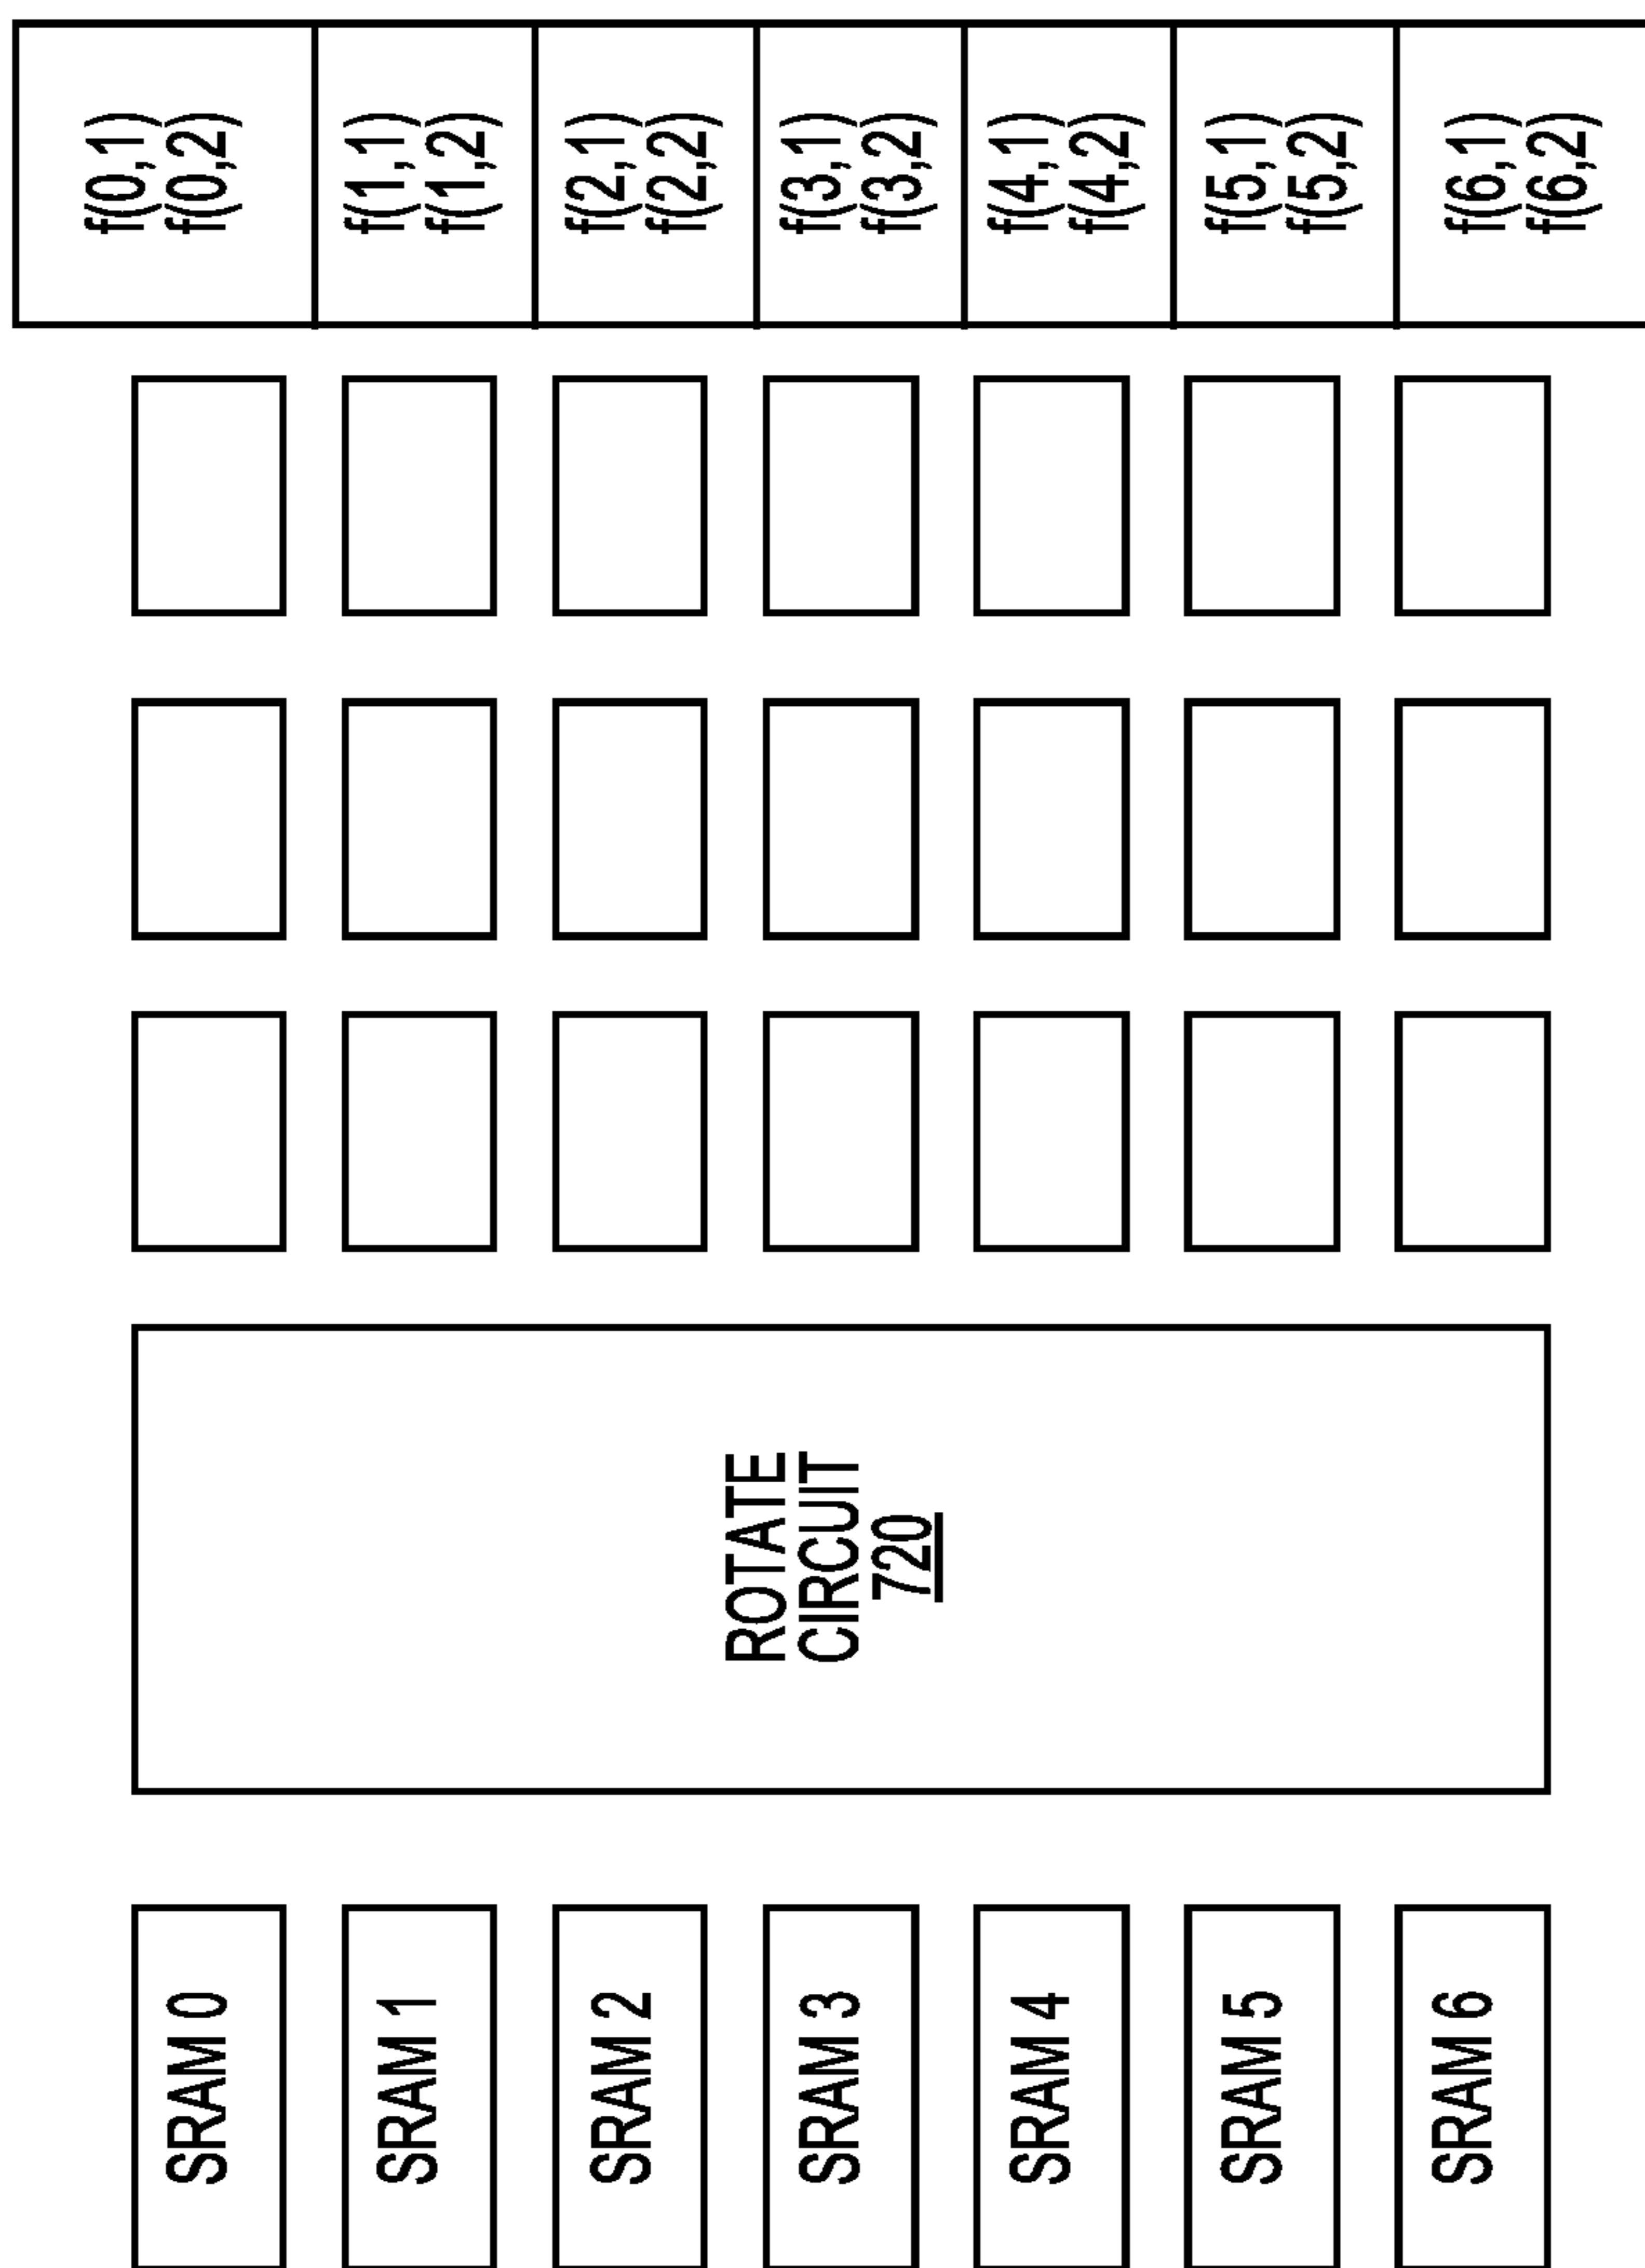 SRAM 0
SRAM 1
SRAM 2
SRAM 3
SRAM 4
SRAM 5
SRAM 6
ROTATE
CIRCUIT
720
f(0,1)
f(0,2)
f(1,1)
f(1,2)
f(2,1)
f(2,2)
f(3,1)
f(3,2)
f(4,1)
f(4,2)
f(5,1)
f(5,2)
f(6,1)
f(6,2)